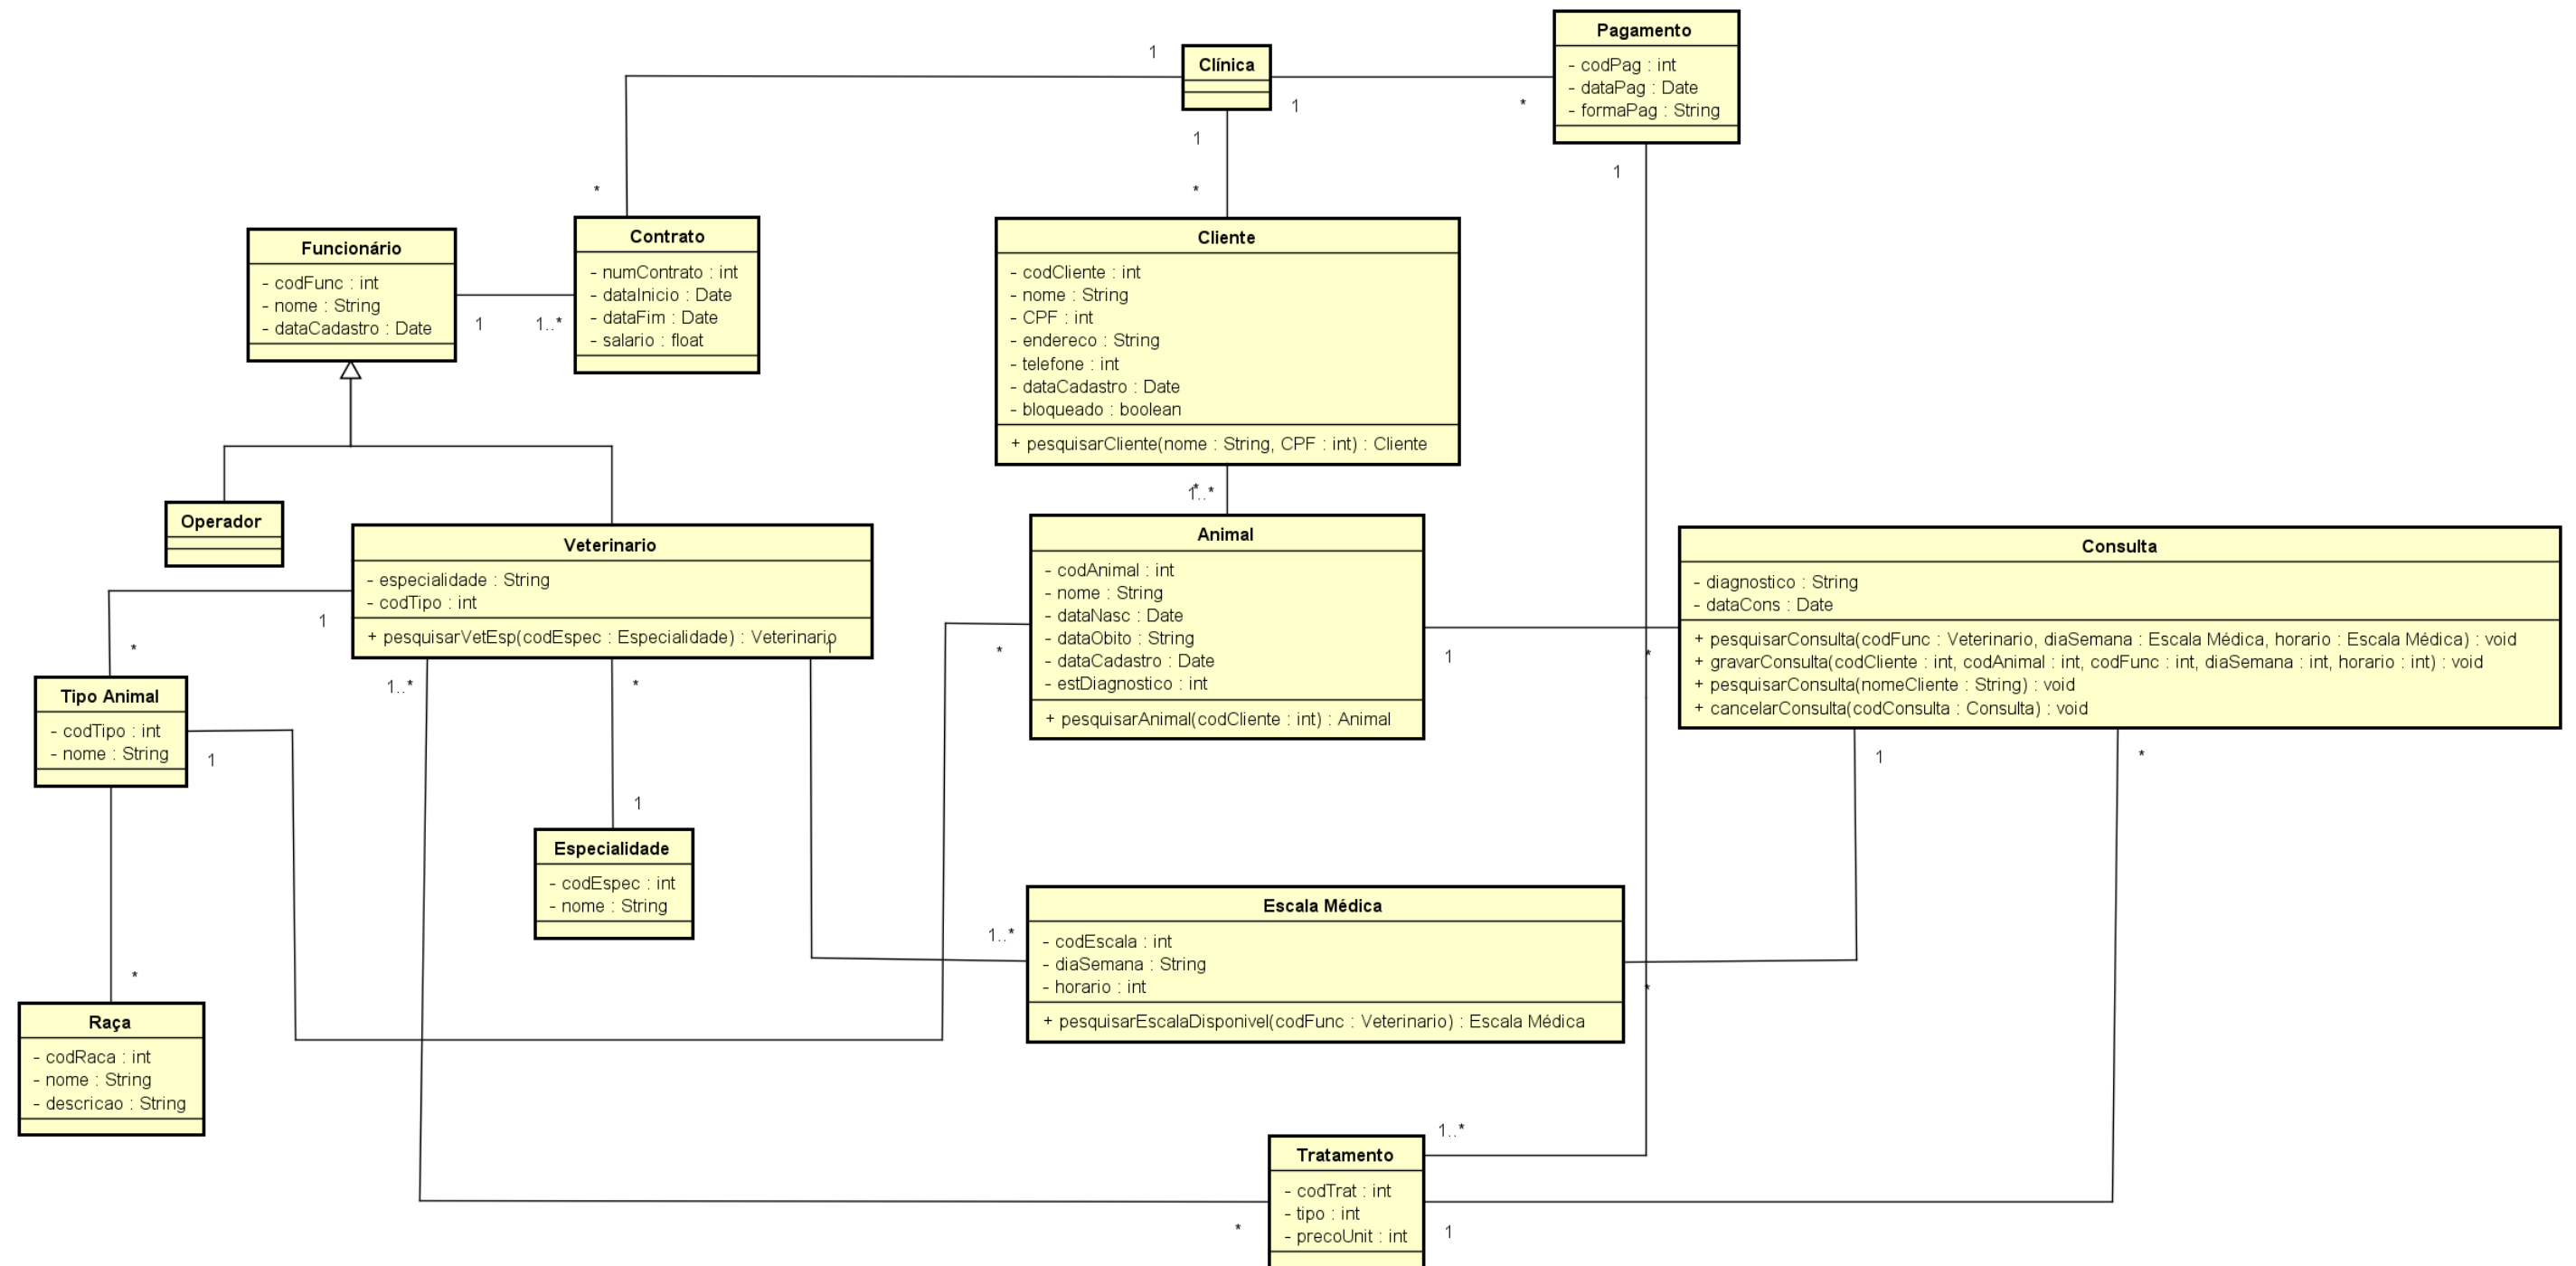 Pagamento
- codPag : int
- dataPag : Date
- formaPag : String
Clínica
1
1
*
1
*
*
1
Funcionário
- codFunc : int
- nome : String
- dataCadastro : Date
1
1..*
Contrato
- numContrato : int
- dataInicio : Date
- dataFim : Date
- salario : float
Cliente
- codCliente : int
- nome : String
- CPF : int
- endereco : String
- telefone : int
- dataCadastro : Date
- bloqueado : boolean
+ pesquisarCliente(nome : String, CPF : int) : Cliente
*
1..*
Operador
Veterinario
- especialidade : String
- codTipo : int
+ pesquisarVetEsp(codEspec : Especialidade) : Veterinario
1
1
*
1..*
*
Animal
- codAnimal : int
- nome : String
- dataNasc : Date
- dataObito : String
- dataCadastro : Date
- estDiagnostico : int
+ pesquisarAnimal(codCliente : int) : Animal
*
1
*
Consulta
- diagnostico : String
- dataCons : Date
+ pesquisarConsulta(codFunc : Veterinario, diaSemana : Escala Médica, horario : Escala Médica) : void
+ gravarConsulta(codCliente : int, codAnimal : int, codFunc : int, diaSemana : int, horario : int) : void
+ pesquisarConsulta(nomeCliente : String) : void
+ cancelarConsulta(codConsulta : Consulta) : void
1
*
Tipo Animal
- codTipo : int
- nome : String
1
*
1
Especialidade
- codEspec : int
- nome : String
Escala Médica
- codEscala : int
- diaSemana : String
- horario : int
+ pesquisarEscalaDisponivel(codFunc : Veterinario) : Escala Médica
1..*
*
Raça
- codRaca : int
- nome : String
- descricao : String
1..*
Tratamento
- codTrat : int
- tipo : int
- precoUnit : int
*
1